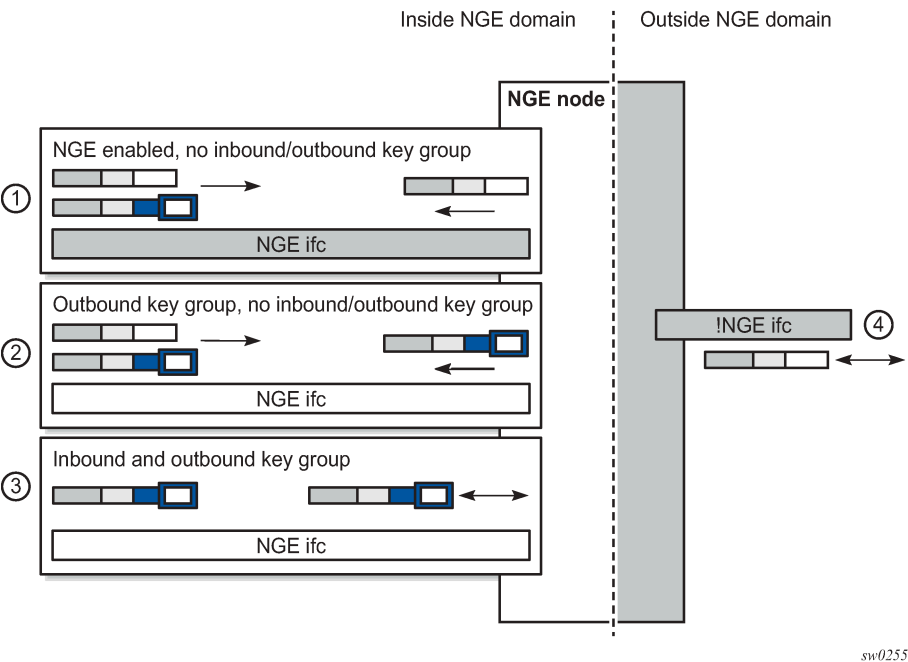 Inside NGE domain
Outside NGE domain
NGE node
1
NGE enabled, no inbound/outbound key group
NGE ifc
2
Outbound key group, no inbound/outbound key group
NGE ifc
!NGE ifc
4
3
Inbound and outbound key group
NGE ifc
sw0255